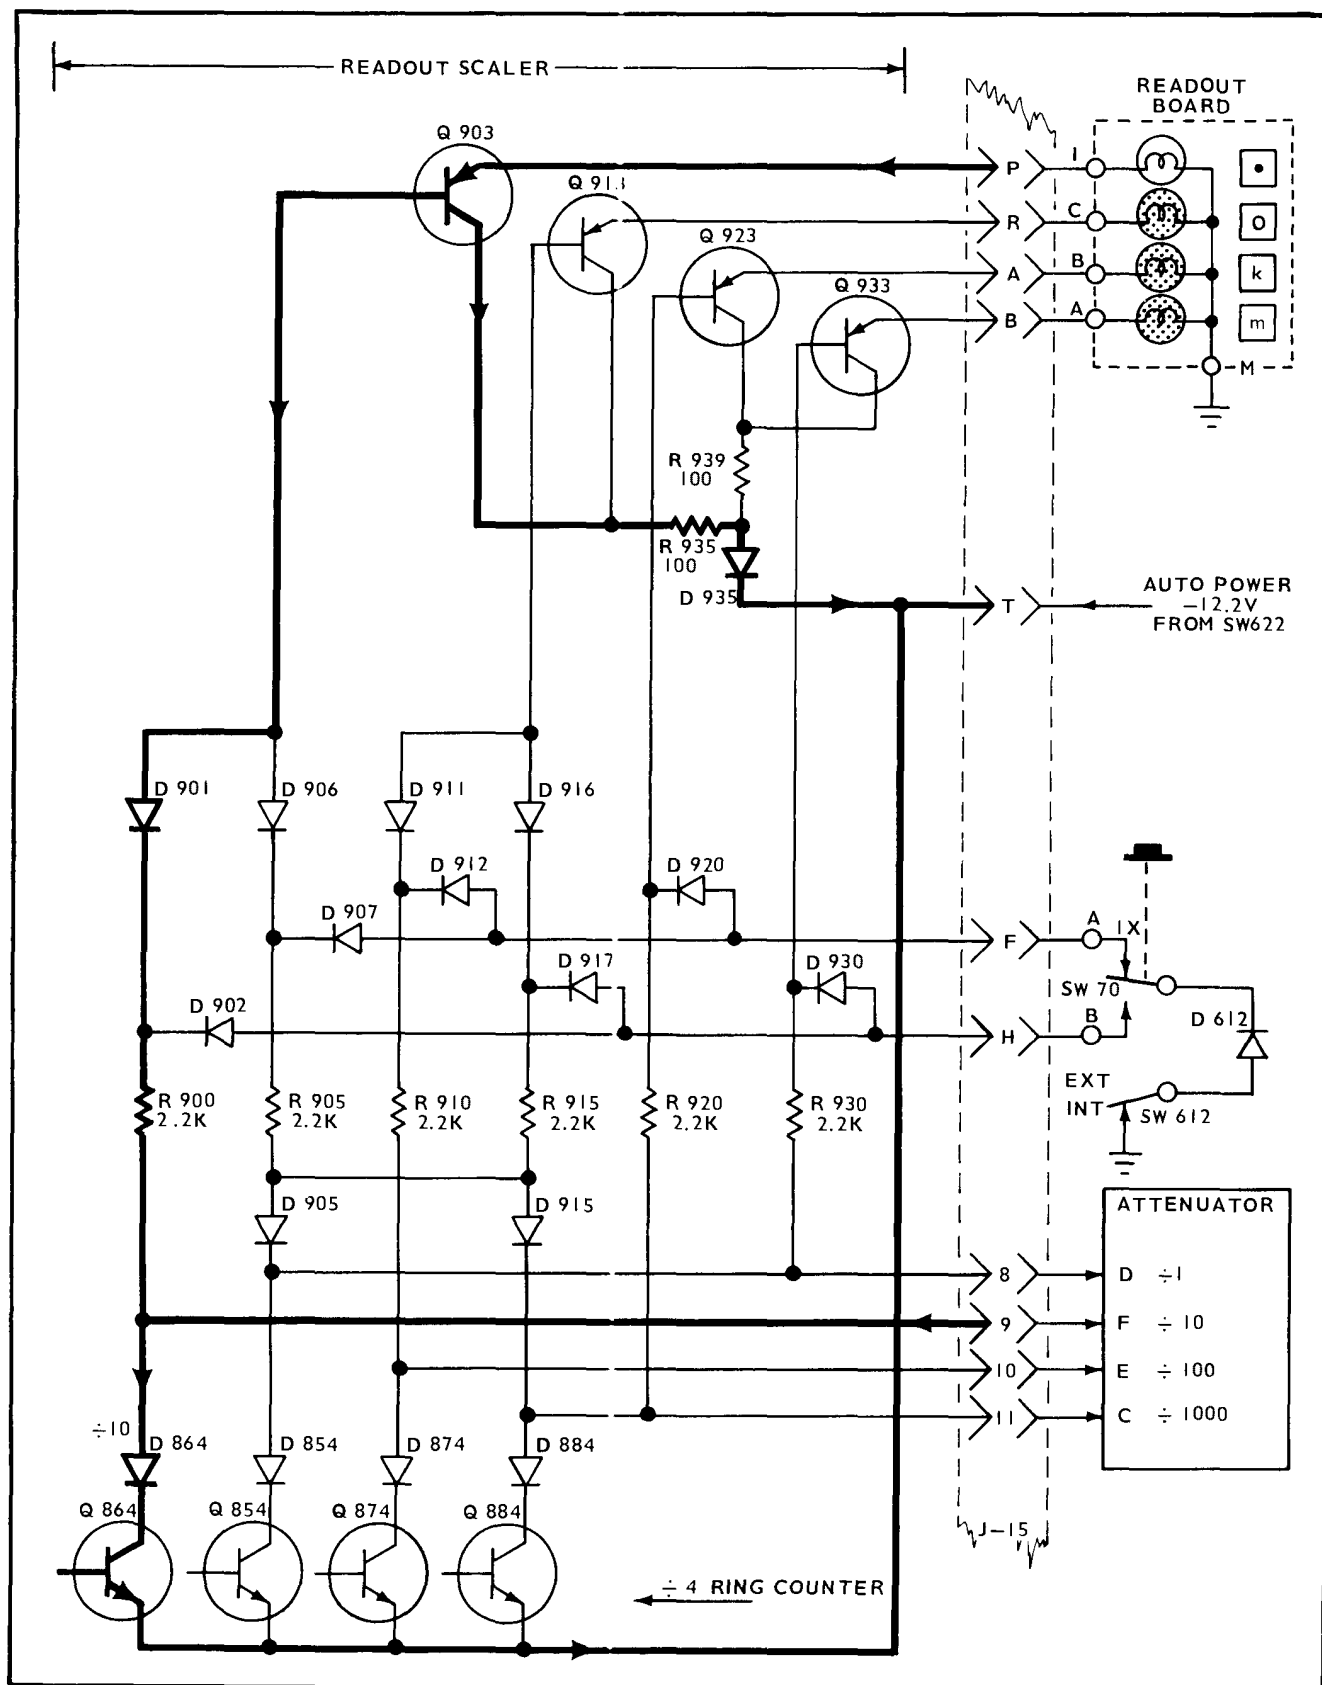 READOUT SCALER
READOUT
BOARD
Q 903
Q 913
Q 923
Q 933
P
I
R
C
O
A
B
k
B
A
m
M
R 939
100
R 935
100
D 935
T
AUTO POWER
-12.2V
FROM SW622
D 901
D 906
D 911
D 916
D 912
D 920
D 907
F
A
1X
D 917
D 930
SW 70
D 902
H
B
D 612
R 900
2.2K
R 905
2.2K
R 910
2.2K
R 915
2.2K
R 920
2.2K
R 930
2.2K
EXT
INT
SW 612
D 905
D 915
ATTENUATOR
8
D ÷1
9
F ÷ 10
10
E ÷ 100
11
C ÷ 1000
÷10
D 864
D 854
D 874
D 884
Q 864
Q 854
Q 874
Q 884
J-15
÷ 4 RING COUNTER